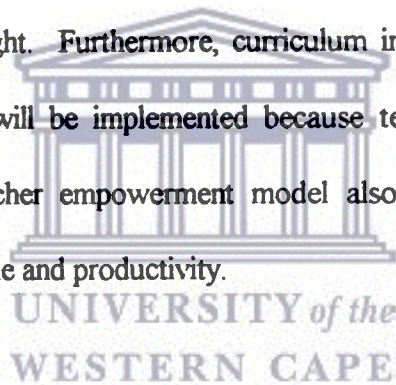 ght. Furthermore, curriculum in
will be implemented because te
cher empowerment model also
e and productivity.
UNIVERSITY of the
WESTERN CAPE